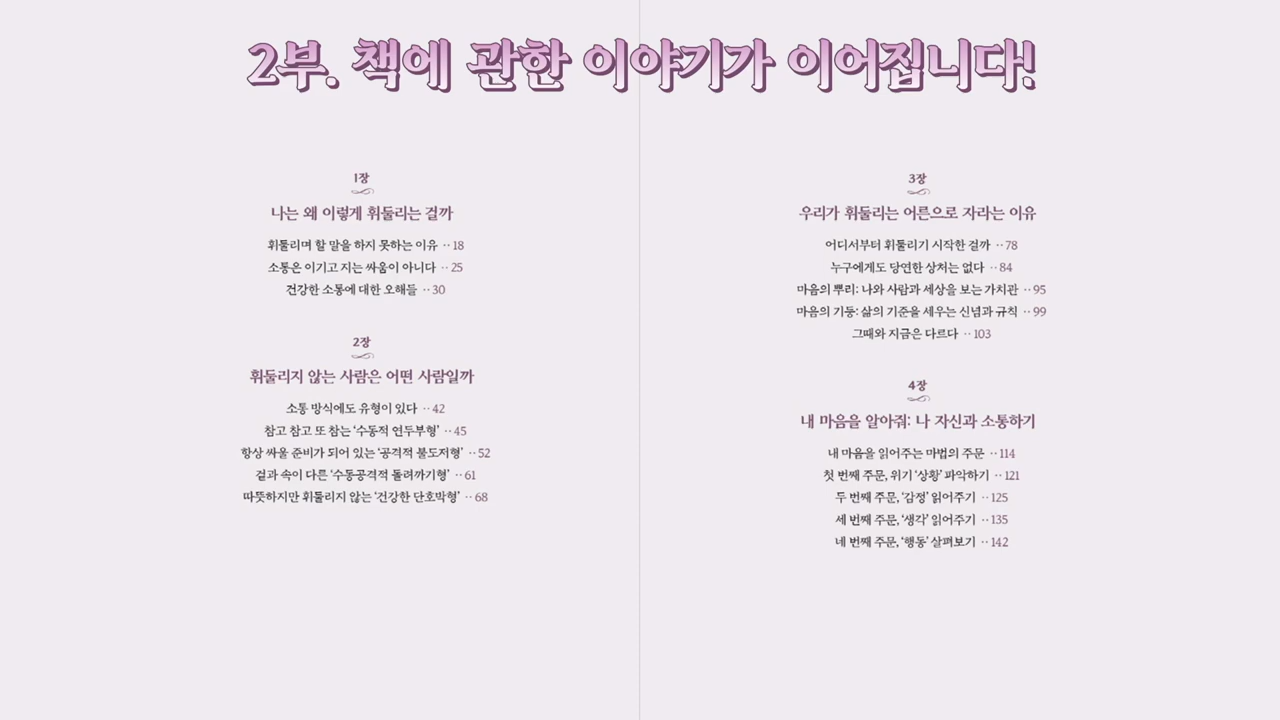 2부. 책에 관한 이야기가 이어집니다!
1장
나는 왜 이렇게 휘둘리는 걸까
휘둘리며 할 말을 하지 못하는 이유 ·· 18
소통은 이기고 지는 싸움이 아니다 ·· 25
건강한 소통에 대한 오해들 ·· 30
2장
휘둘리지 않는 사람은 어떤 사람일까
소통 방식에도 유형이 있다 ·· 42
참고 참고 또 참는 ‘수동적 연두부형’ ·· 45
항상 싸울 준비가 되어 있는 ‘공격적 불도저형’ ·· 52
겉과 속이 다른 ‘수동공격적 돌려까기형’ ·· 61
따뜻하지만 휘둘리지 않는 ‘건강한 단호박형’ ·· 68
3장
우리가 휘둘리는 어른으로 자라는 이유
어디서부터 휘둘리기 시작한 걸까 ·· 78
누구에게도 당연한 상처는 없다 ·· 84
마음의 뿌리: 나와 사람과 세상을 보는 가치관 ·· 95
마음의 기둥: 삶의 기준을 세우는 신념과 규칙 ·· 99
그때와 지금은 다르다 ·· 103
4장
내 마음을 알아줘: 나 자신과 소통하기
내 마음을 읽어주는 마법의 주문 ·· 114
첫 번째 주문, 위기 ‘상황’ 파악하기 ·· 121
두 번째 주문, ‘감정’ 읽어주기 ·· 125
세 번째 주문, ‘생각’ 읽어주기 ·· 135
네 번째 주문, ‘행동’ 살펴보기 ·· 142